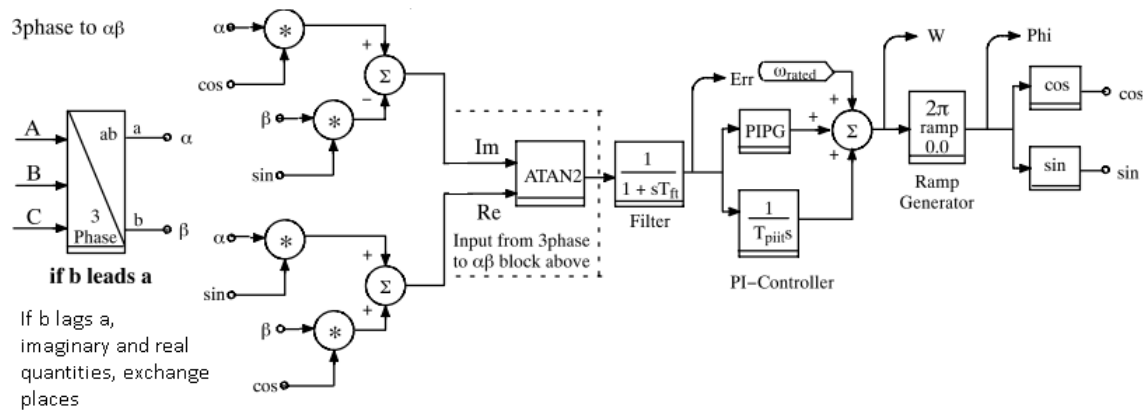 3phase to αβ
A
B
C
ab
a
b
3
Phase
α
β
if b leads a
If b lags a,
imaginary and real
quantities, exchange
places
α
*
cos
+
Σ
−
β
*
sin
α
*
sin
+
Σ
+
β
*
cos
Im
Re
ATAN2
Input from 3phase
to αβ block above
1
1 + sTft
Filter
Err
ωrated
PIPG
1
Tpiits
PI−Controller
+
+
Σ
+
W
2π
ramp
0.0
Ramp
Generator
Phi
cos
cos
sin
sin